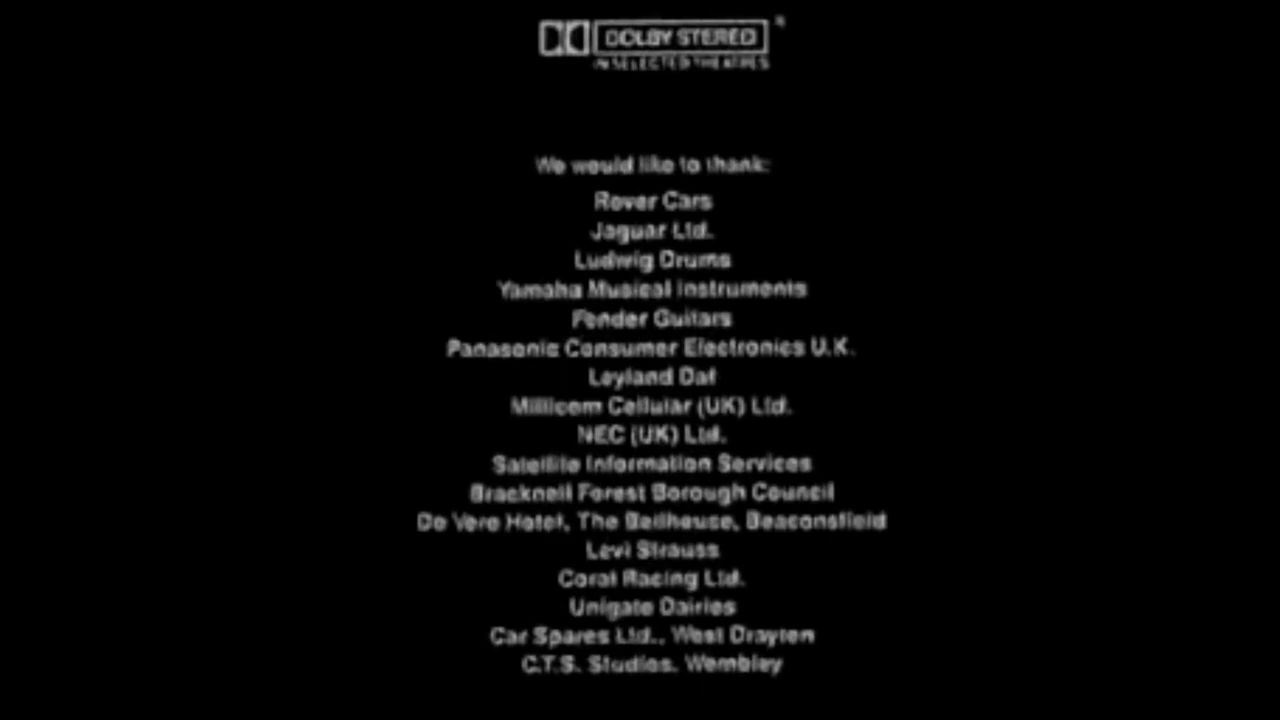 DOLBY STEREO
IN SELECTED THEATRES
We would like to thank:
Rover Cars
Jaguar Ltd.
Ludwig Drums
Yamaha Musical Instruments
Fender Guitars
Panasonic Consumer Electronics U.K.
Leyland Daf
Millicom Cellular (UK) Ltd.
NEC (UK) Ltd.
Satellite Information Services
Bracknell Forest Borough Council
De Vere Hotel, The Bellhouse, Beaconsfield
Levi Strauss
Coral Racing Ltd.
Unigate Dairies
Car Spares Ltd., West Drayton
C.T.S. Studios, Wembley